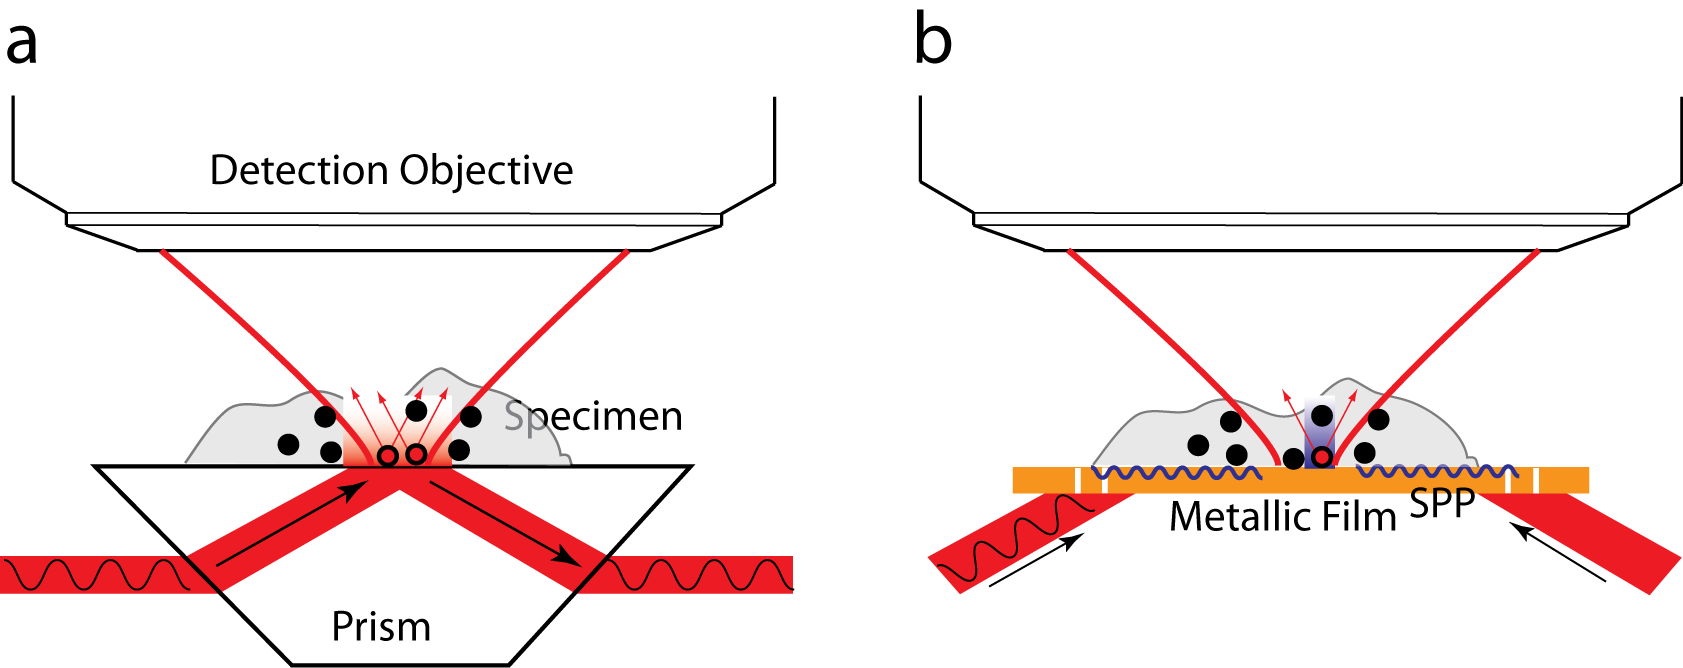 a
Detection Objective
Specimen
Prism
b
Metallic Film
SPP